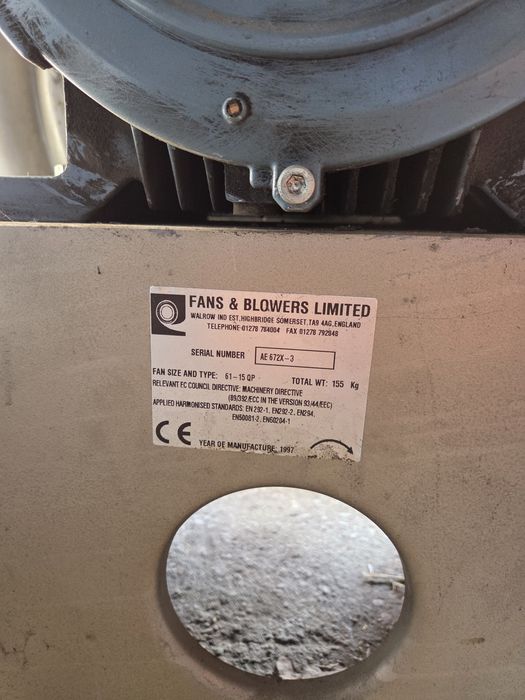 FANS & BLOWERS LIMITED
WALROW IND EST, HIGHBRIDGE SOMERSET, TA9 4AG, ENGLAND
TELEPHONE 01278 784004 FAX 01278 792848
SERIAL NUMBER AE 672X-3
FAN SIZE AND TYPE: 61-15 QP TOTAL WT: 155 Kg
RELEVANT EC COUNCIL DIRECTIVE: MACHINERY DIRECTIVE
(89/392/ECC IN THE VERSION 93/44/EEC)
APPLIED HARMONISED STANDARDS: EN 292-1, EN292-2, EN294,
EN50081-2, EN60204-1
CE YEAR OF MANUFACTURE: 1997